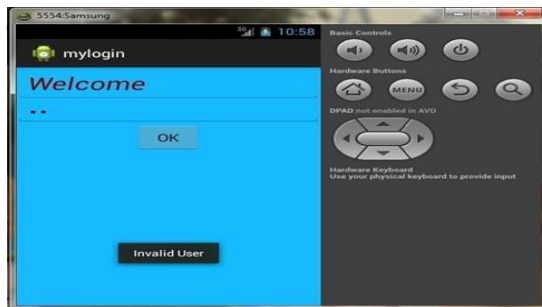 5554:Samsung
3G 10:58
mylogin
Welcome
••
OK
Invalid User
Basic Controls
Hardware Buttons
MENU
DPAD not enabled in AVD
Hardware Keyboard
Use your physical keyboard to provide input